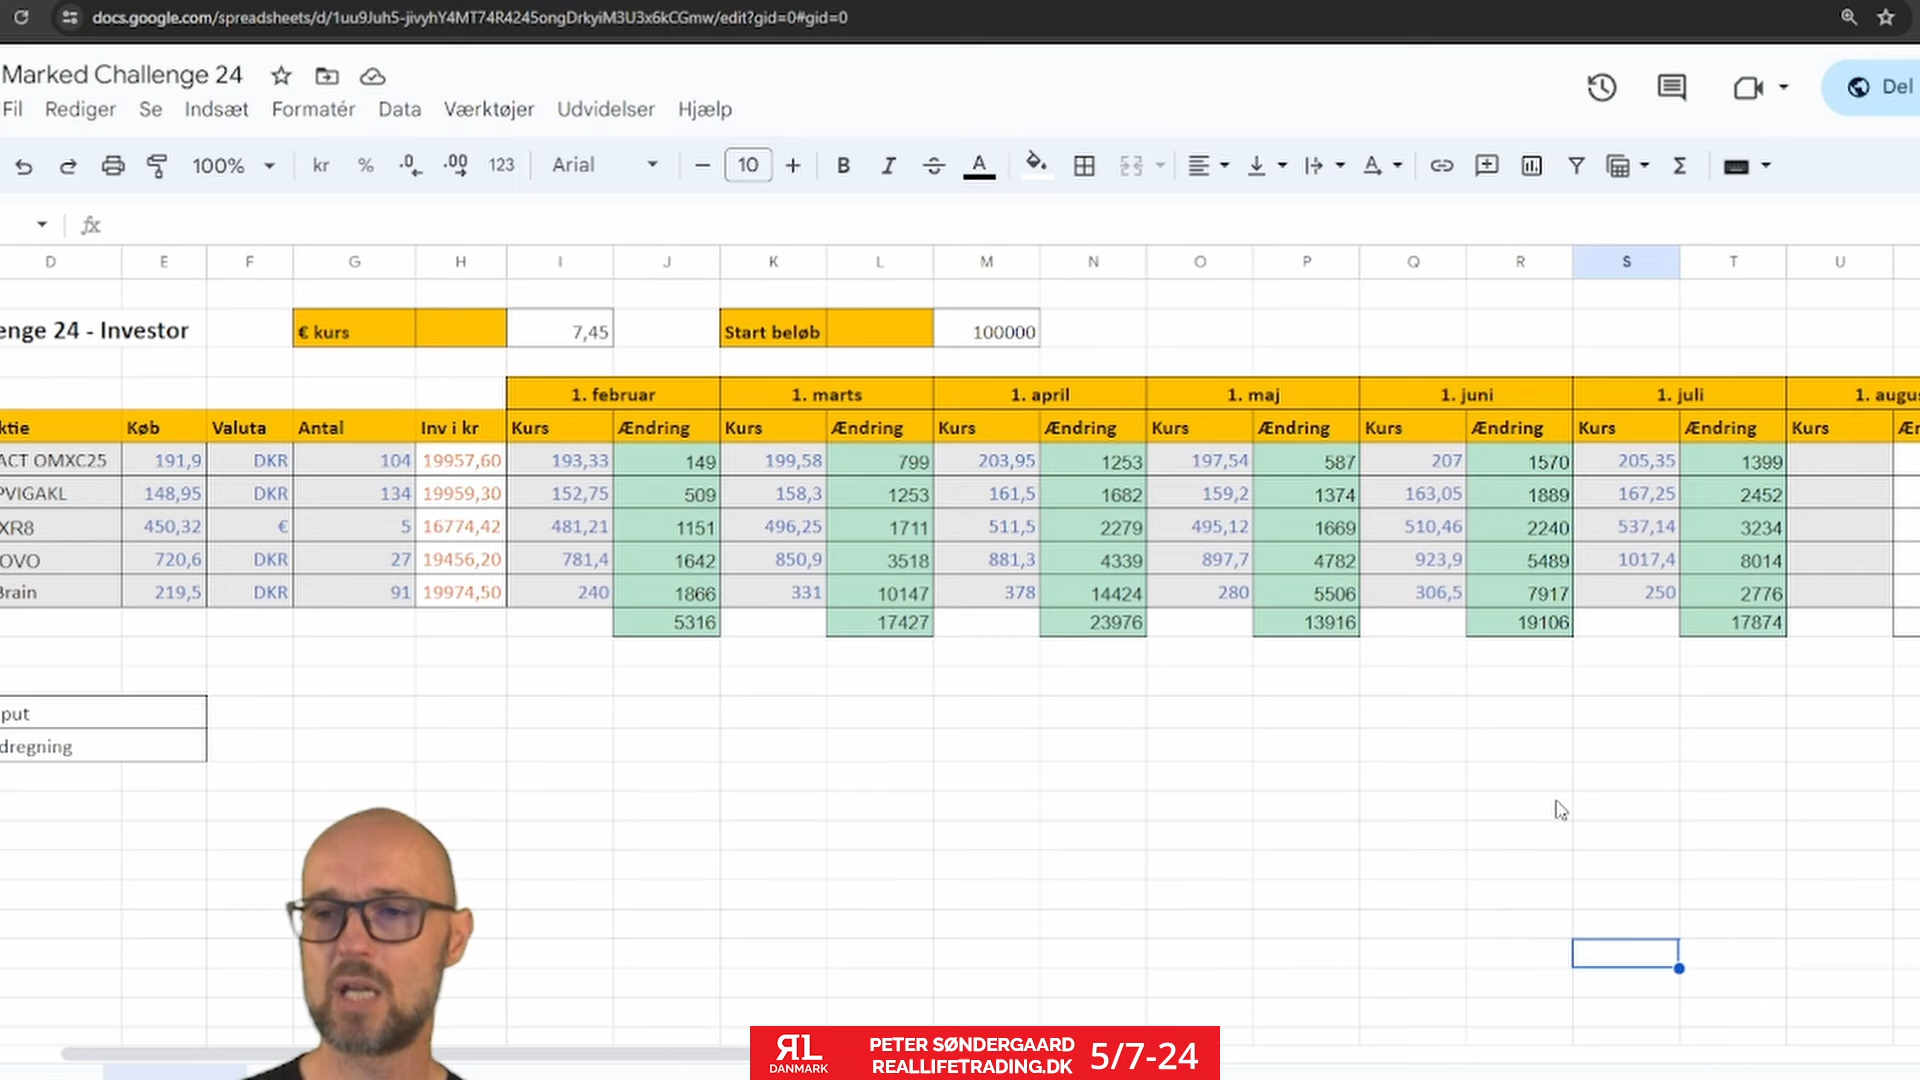 docs.google.com/spreadsheets/d/1uu9Juh5-jivyhY4MT74R4245ongDrkyiM3U3x6kCGmw/edit?gid=0#gid=0
Marked Challenge 24
Fil Rediger Se Indsæt Formatér Data Værktøjer Udvidelser Hjælp
Del
100% kr % .0 .00 123 Arial 10 B I A
fx
D E F G H I J K L M N O P Q R S T U
enge 24 - Investor € kurs 7,45 Start beløb 100000
1. februar 1. marts 1. april 1. maj 1. juni 1. juli 1. augus
ktie Køb Valuta Antal Inv i kr Kurs Ændring Kurs Ændring Kurs Ændring Kurs Ændring Kurs Ændring Kurs Ændring Kurs Æn
ACT OMXC25 191,9 DKR 104 19957,60 193,33 149 199,58 799 203,95 1253 197,54 587 207 1570 205,35 1399
PVIGAKL 148,95 DKR 134 19959,30 152,75 509 158,3 1253 161,5 1682 159,2 1374 163,05 1889 167,25 2452
XR8 450,32 € 5 16774,42 481,21 1151 496,25 1711 511,5 2279 495,12 1669 510,46 2240 537,14 3234
OVO 720,6 DKR 27 19456,20 781,4 1642 850,9 3518 881,3 4339 897,7 4782 923,9 5489 1017,4 8014
Brain 219,5 DKR 91 19974,50 240 1866 331 10147 378 14424 280 5506 306,5 7917 250 2776
5316 17427 23976 13916 19106 17874
put
dregning
RL DANMARK
PETER SØNDERGAARD
REALLIFETRADING.DK
5/7-24